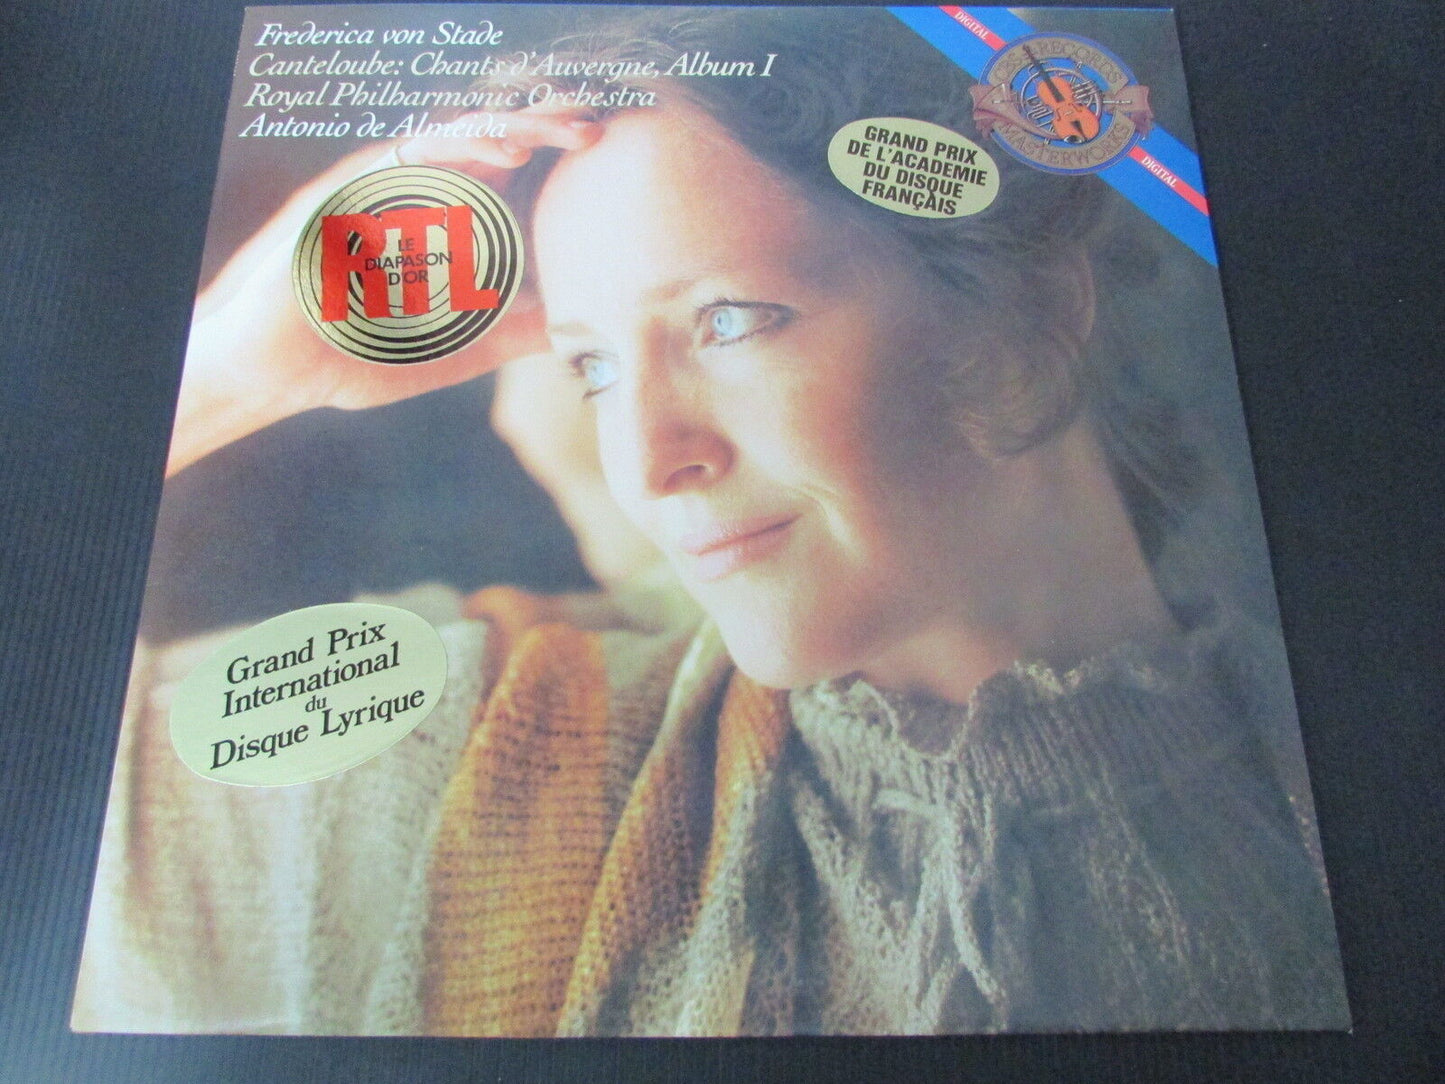 Frederica von Stade
Canteloube: Chants d'Auvergne, Album I
Royal Philharmonic Orchestra
Antonio de Almeida
DIGITAL
CBS RECORDS
MASTERWORKS
DIGITAL
GRAND PRIX
DE L'ACADEMIE
DU DISQUE
FRANÇAIS
RTL
LE
DIAPASON
D'OR
Grand Prix
International
du
Disque Lyrique